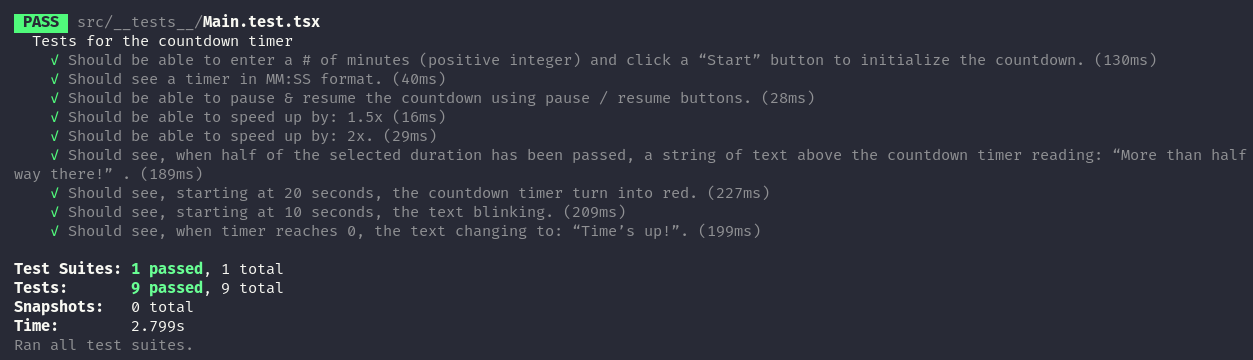 PASS src/__tests__/Main.test.tsx
Tests for the countdown timer
√ Should be able to enter a # of minutes (positive integer) and click a “Start” button to initialize the countdown. (130ms)
√ Should see a timer in MM:SS format. (40ms)
√ Should be able to pause & resume the countdown using pause / resume buttons. (28ms)
√ Should be able to speed up by: 1.5x (16ms)
√ Should be able to speed up by: 2x. (29ms)
√ Should see, when half of the selected duration has been passed, a string of text above the countdown timer reading: “More than half
way there!” . (189ms)
√ Should see, starting at 20 seconds, the countdown timer turn into red. (227ms)
√ Should see, starting at 10 seconds, the text blinking. (209ms)
√ Should see, when timer reaches 0, the text changing to: “Time’s up!”. (199ms)
Test Suites: 1 passed, 1 total
Tests: 9 passed, 9 total
Snapshots: 0 total
Time: 2.799s
Ran all test suites.